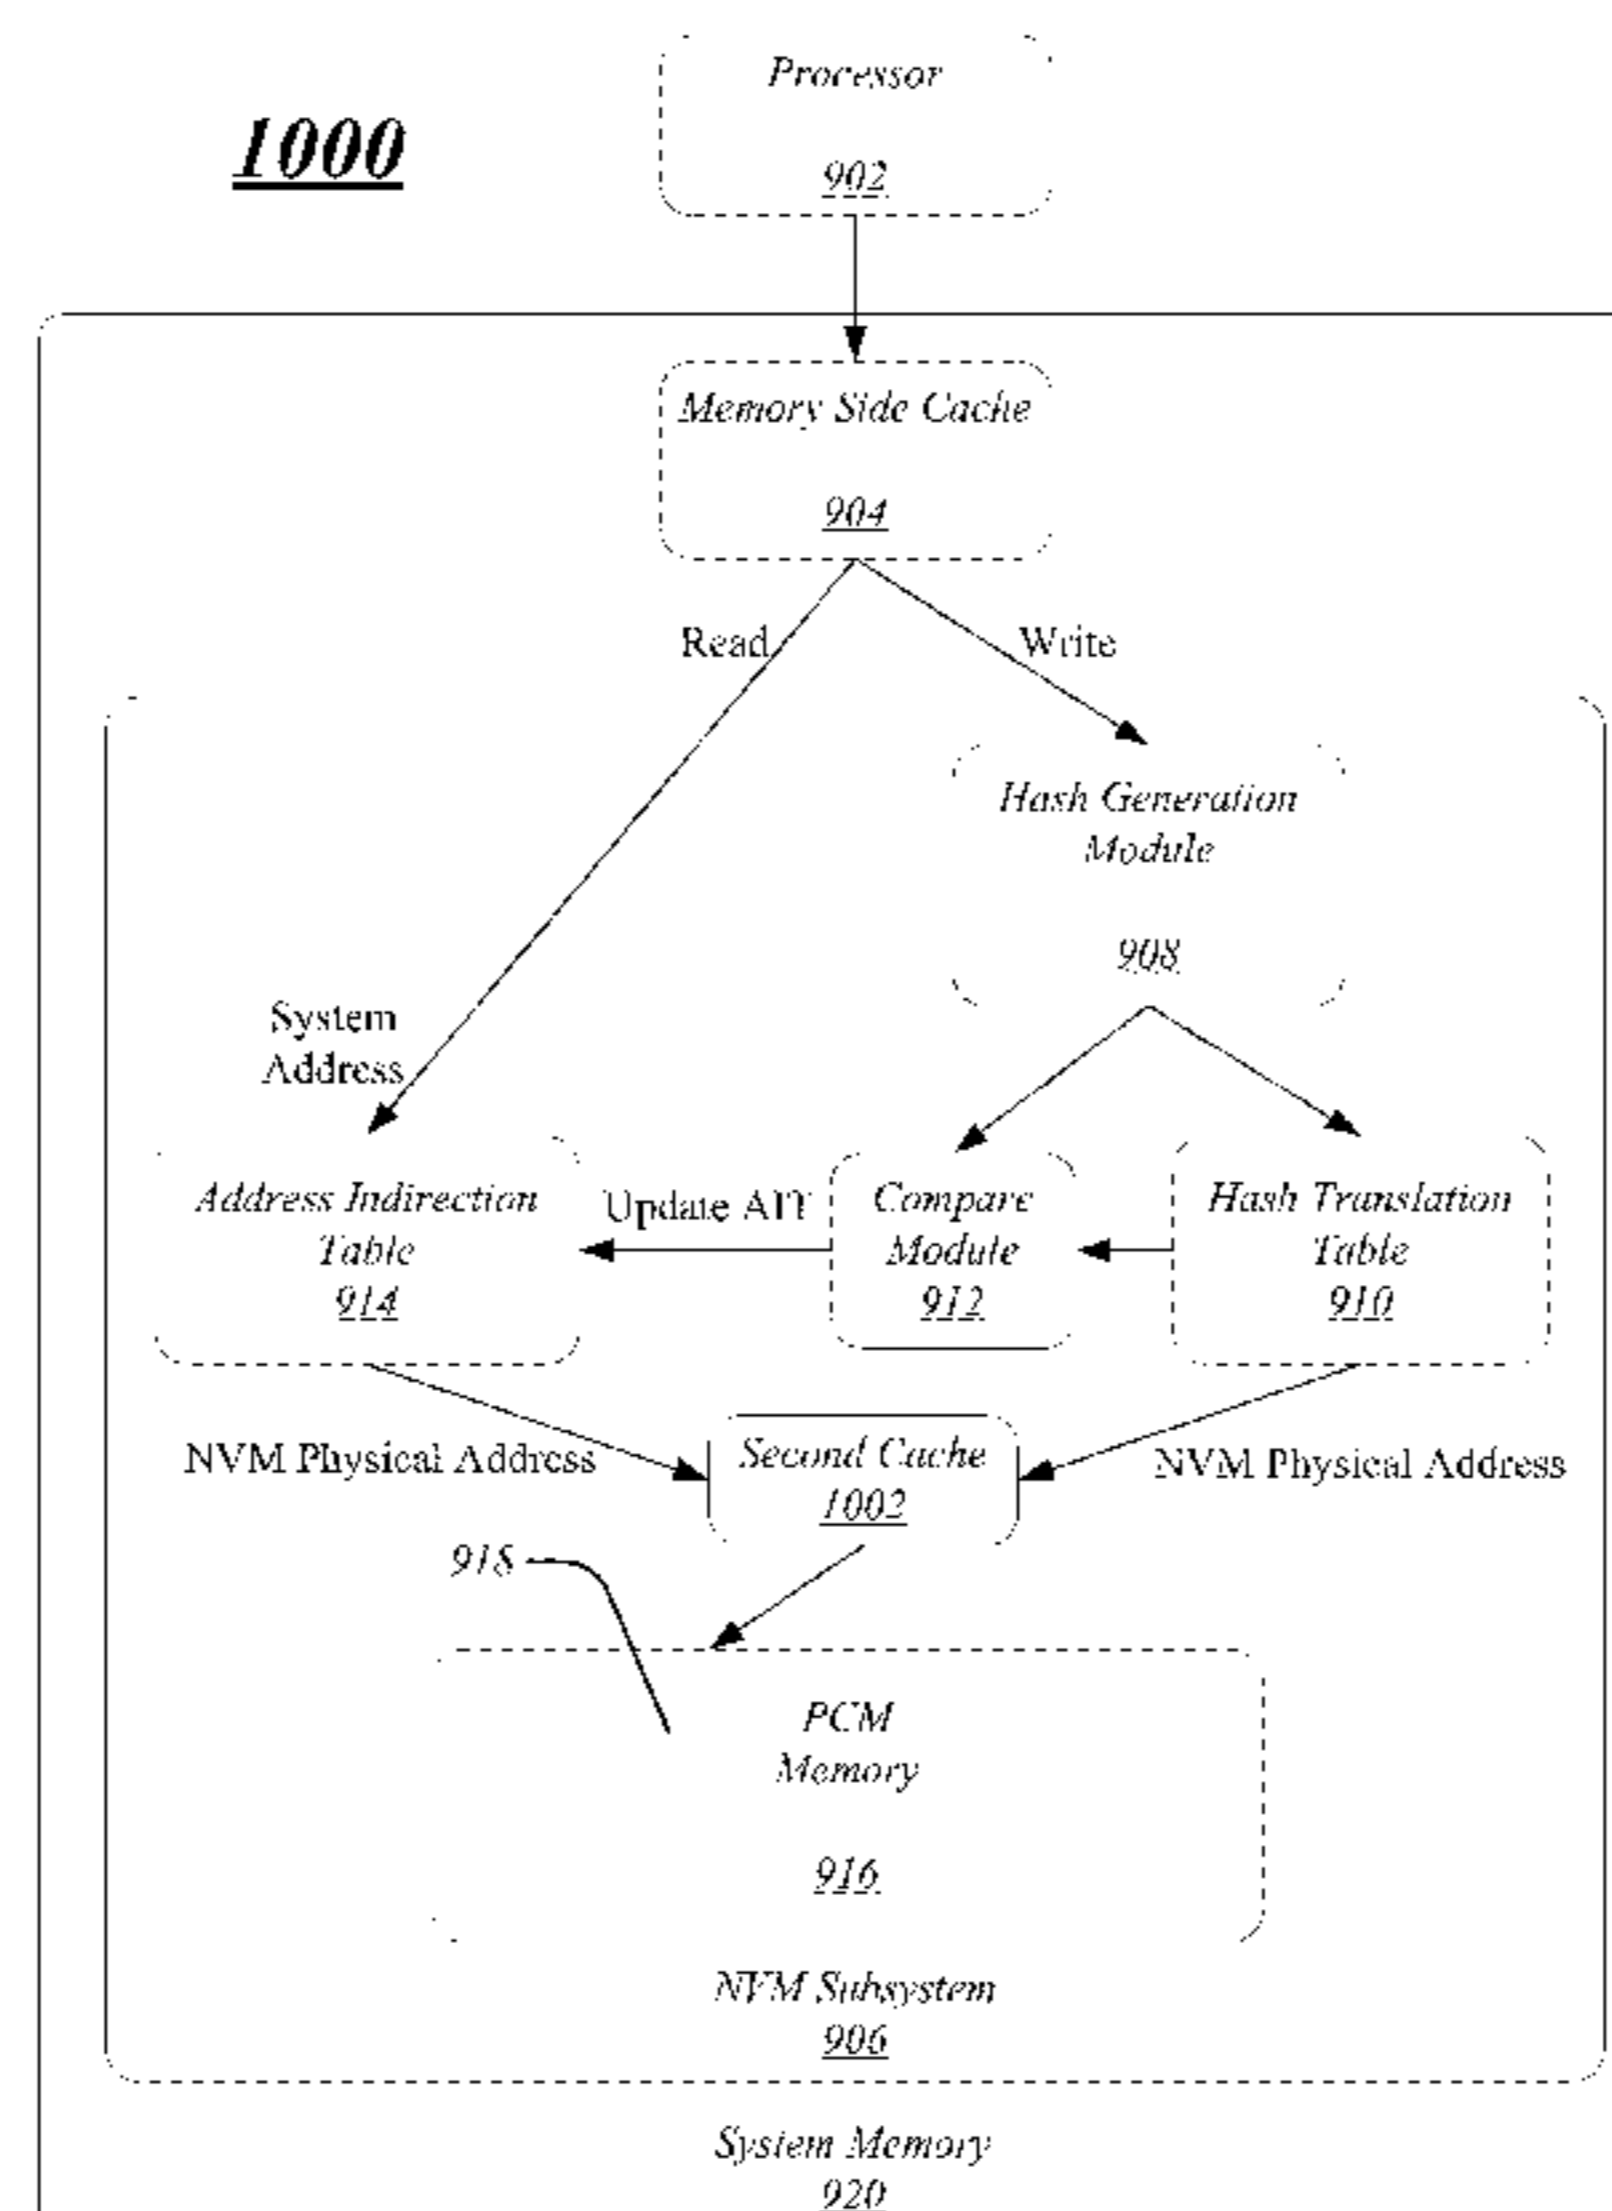 Processor
1000
902
Memory Side Cache
904
Read
Write
Hash Generation
Module
908
System
Address
Address Indirection
Table
914
Update AIT
Compare
Module
912
Hash Translation
Table
910
NVM Physical Address
Second Cache
1002
NVM Physical Address
918
PCM
Memory
916
NVM Subsystem
906
System Memory
920